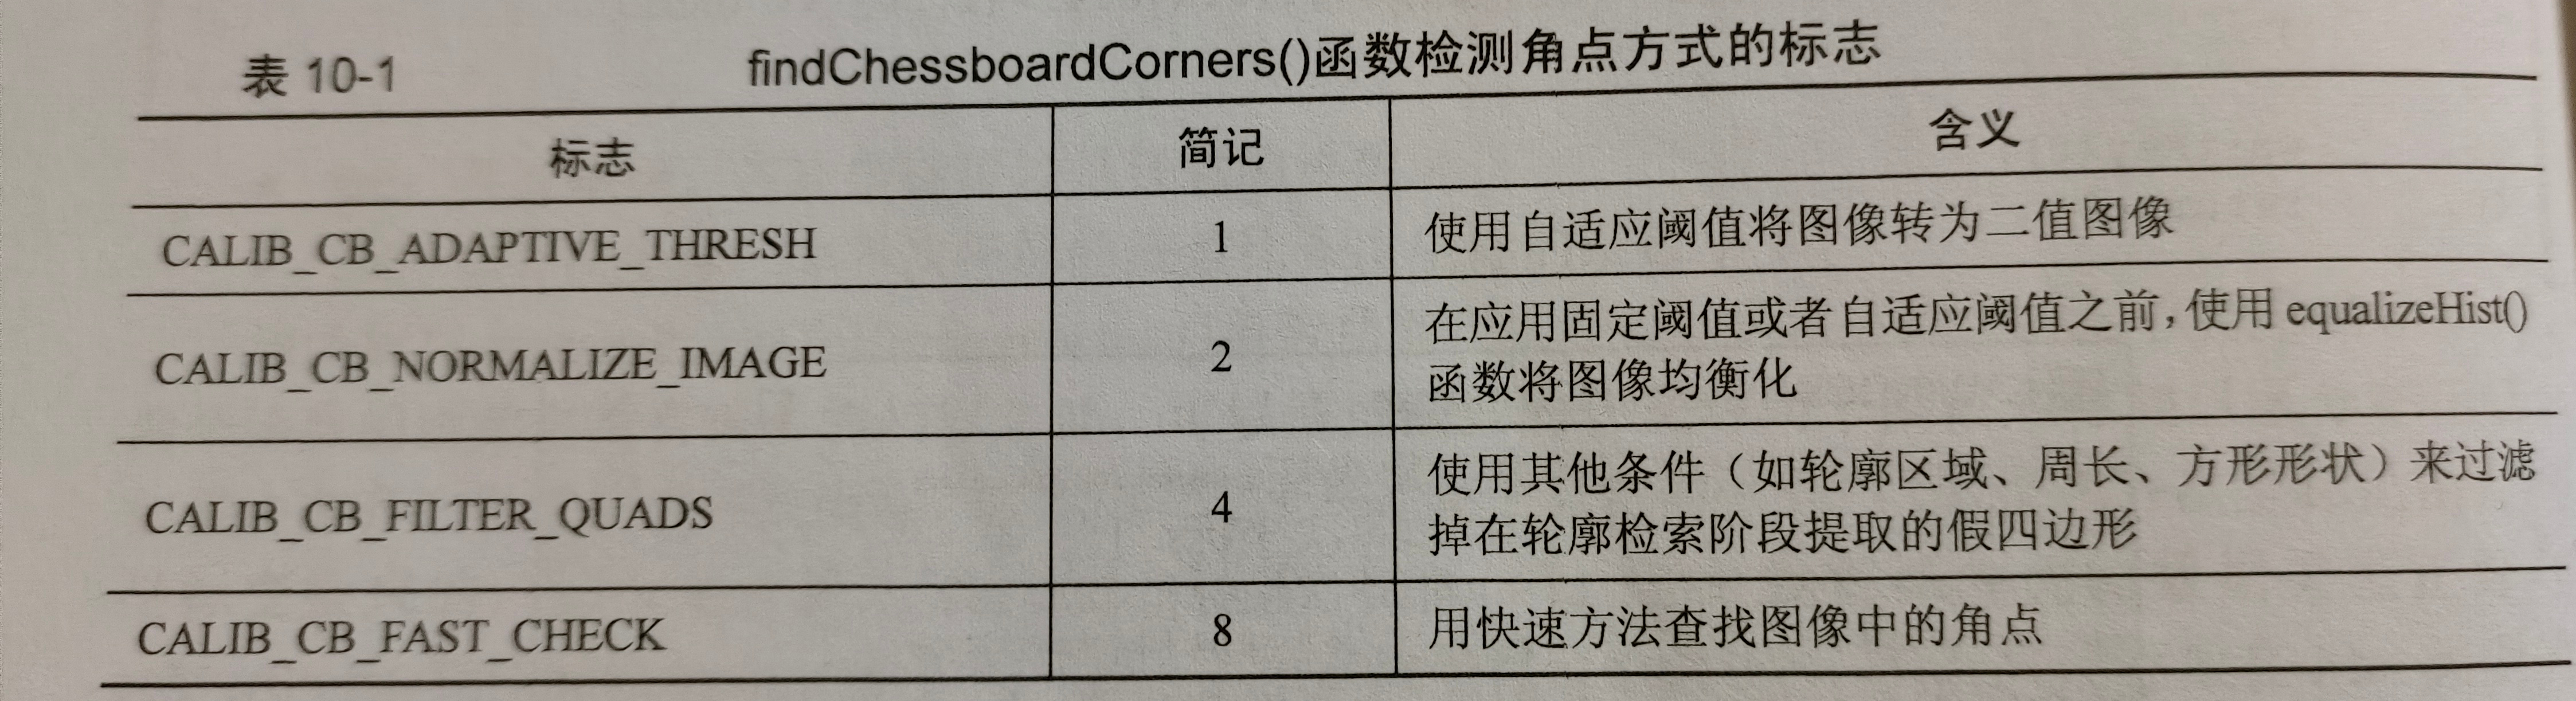 表 10-1 findChessboardCorners()函数检测角点方式的标志
标志 简记 含义
CALIB_CB_ADAPTIVE_THRESH 1 使用自适应阈值将图像转为二值图像
CALIB_CB_NORMALIZE_IMAGE 2 在应用固定阈值或者自适应阈值之前,使用 equalizeHist()
函数将图像均衡化
CALIB_CB_FILTER_QUADS 4 使用其他条件（如轮廓区域、周长、方形形状）来过滤
掉在轮廓检索阶段提取的假四边形
CALIB_CB_FAST_CHECK 8 用快速方法查找图像中的角点